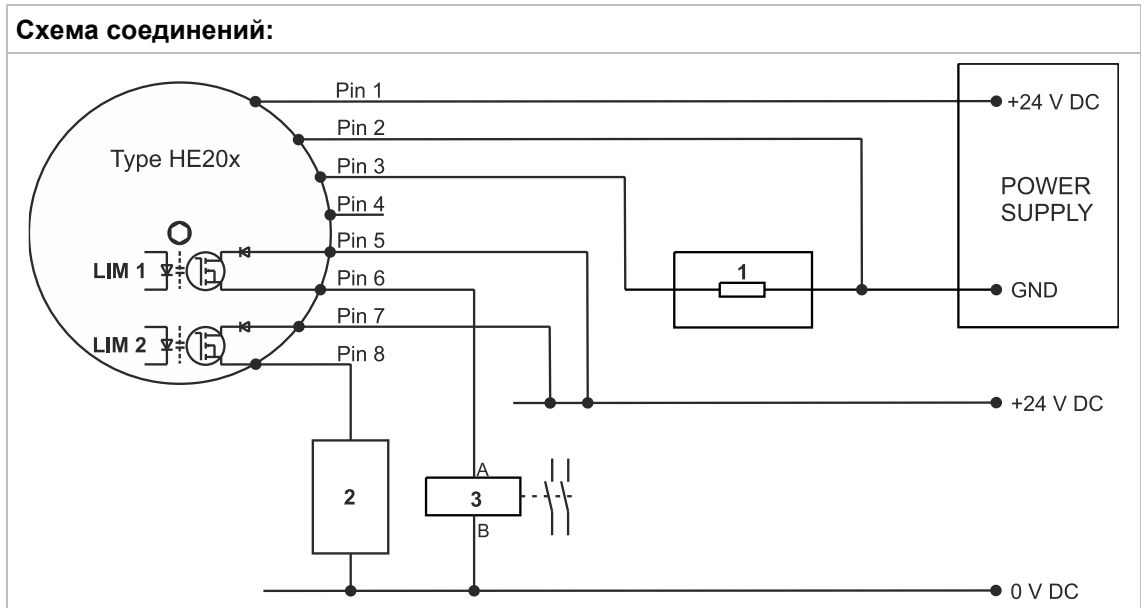 Схема соединений:
Pin 1
+24 V DC
Pin 2
Type HE20x
Pin 3
POWER
SUPPLY
Pin 4
Pin 5
LIM 1
Pin 6
1
GND
Pin 7
LIM 2
Pin 8
+24 V DC
A
2
3
B
0 V DC